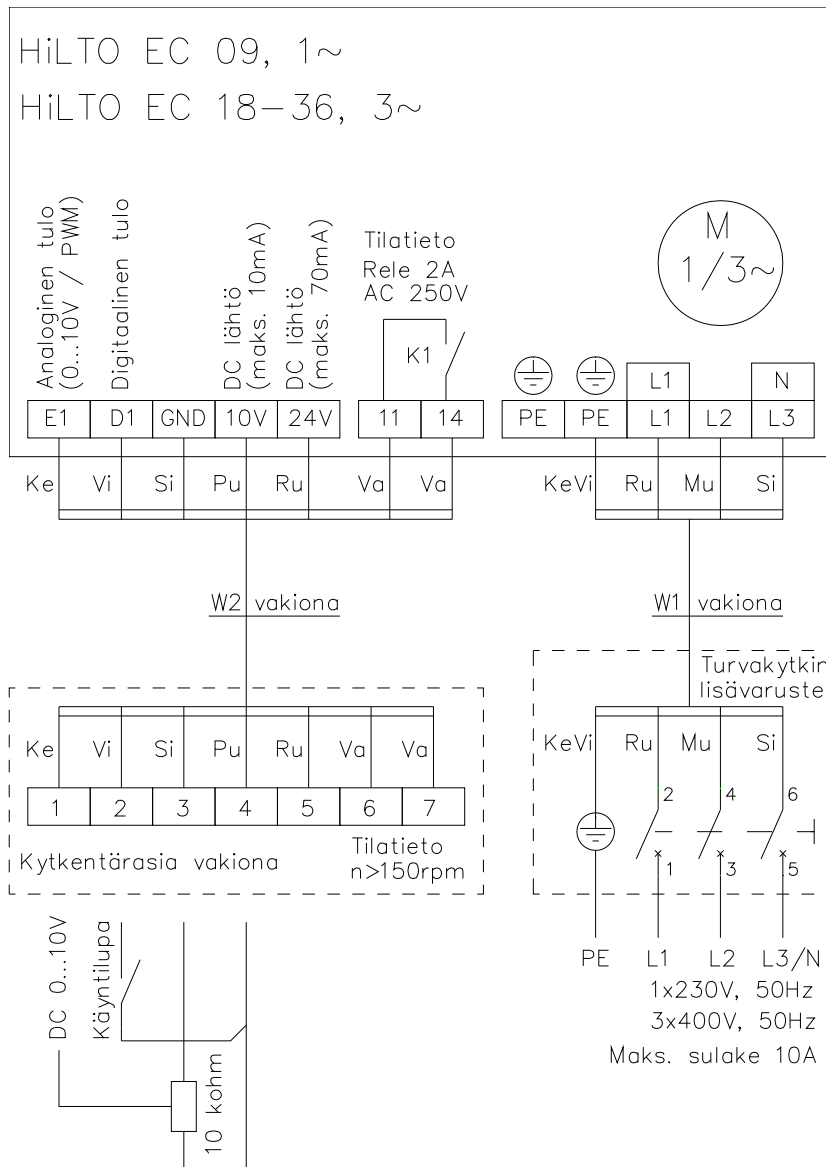 HiLTO EC 09, 1~
HiLTO EC 18-36, 3~
Analoginen tulo
(0...10V / PWM)
Digitaalinen tulo
DC lähtö
(maks. 10mA)
DC lähtö
(maks. 70mA)
Tilatieto
Rele 2A
AC 250V
K1
M
1/3~
L1 N
E1 D1 GND 10V 24V 11 14 PE PE L1 L2 L3
Ke Vi Si Pu Ru Va Va KeVi Ru Mu Si
W2 vakiona
W1 vakiona
Turvakytkin
lisävaruste
Ke Vi Si Pu Ru Va Va
KeVi Ru Mu Si
1 2 3 4 5 6 7
2 4 6
1 3 5
Kytkentärasia vakiona
Tilatieto
n>150rpm
DC 0...10V
Käyntilupa
10 kohm
PE L1 L2 L3/N
1x230V, 50Hz
3x400V, 50Hz
Maks. sulake 10A